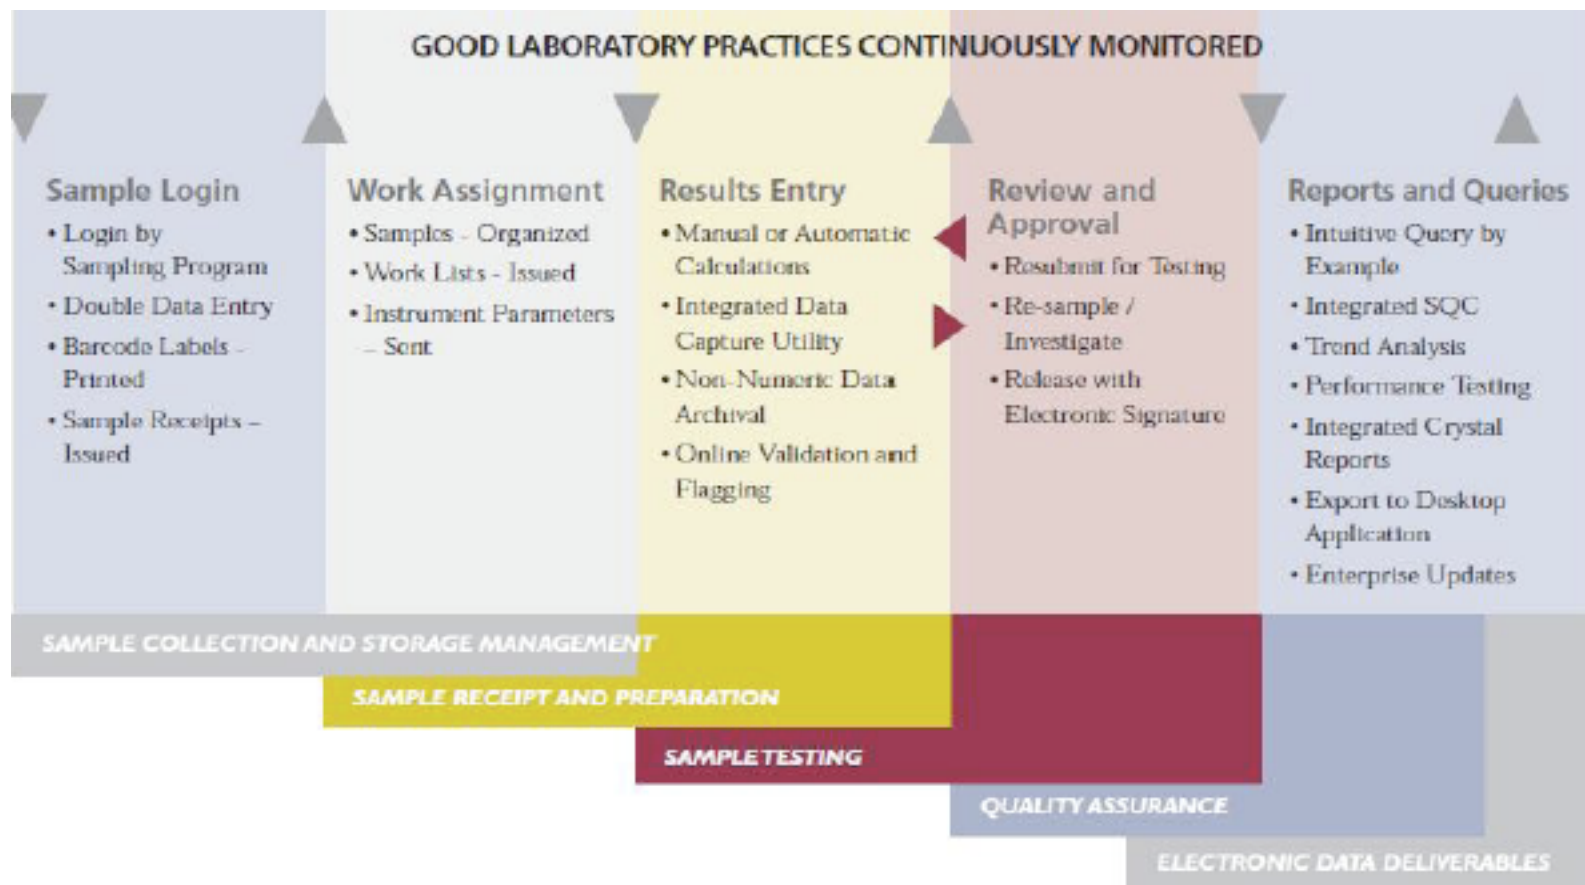 GOOD LABORATORY PRACTICES CONTINUOUSLY MONITORED
Sample Login
• Login by
Sampling Program
• Double Data Entry
• Barcode Labels -
Printed
• Sample Receipts –
Issued
Work Assignment
• Samples - Organized
• Work Lists - Issued
• Instrument Parameters
– Sent
Results Entry
• Manual or Automatic
Calculations
• Integrated Data
Capture Utility
• Non-Numeric Data
Archival
• Online Validation and
Flagging
Review and
Approval
• Resubmit for Testing
• Re-sample /
Investigate
• Release with
Electronic Signature
Reports and Queries
• Intuitive Query by
Example
• Integrated SQC
• Trend Analysis
• Performance Testing
• Integrated Crystal
Reports
• Export to Desktop
Application
• Enterprise Updates
SAMPLE COLLECTION AND STORAGE MANAGEMENT
SAMPLE RECEIPT AND PREPARATION
SAMPLE TESTING
QUALITY ASSURANCE
ELECTRONIC DATA DELIVERABLES